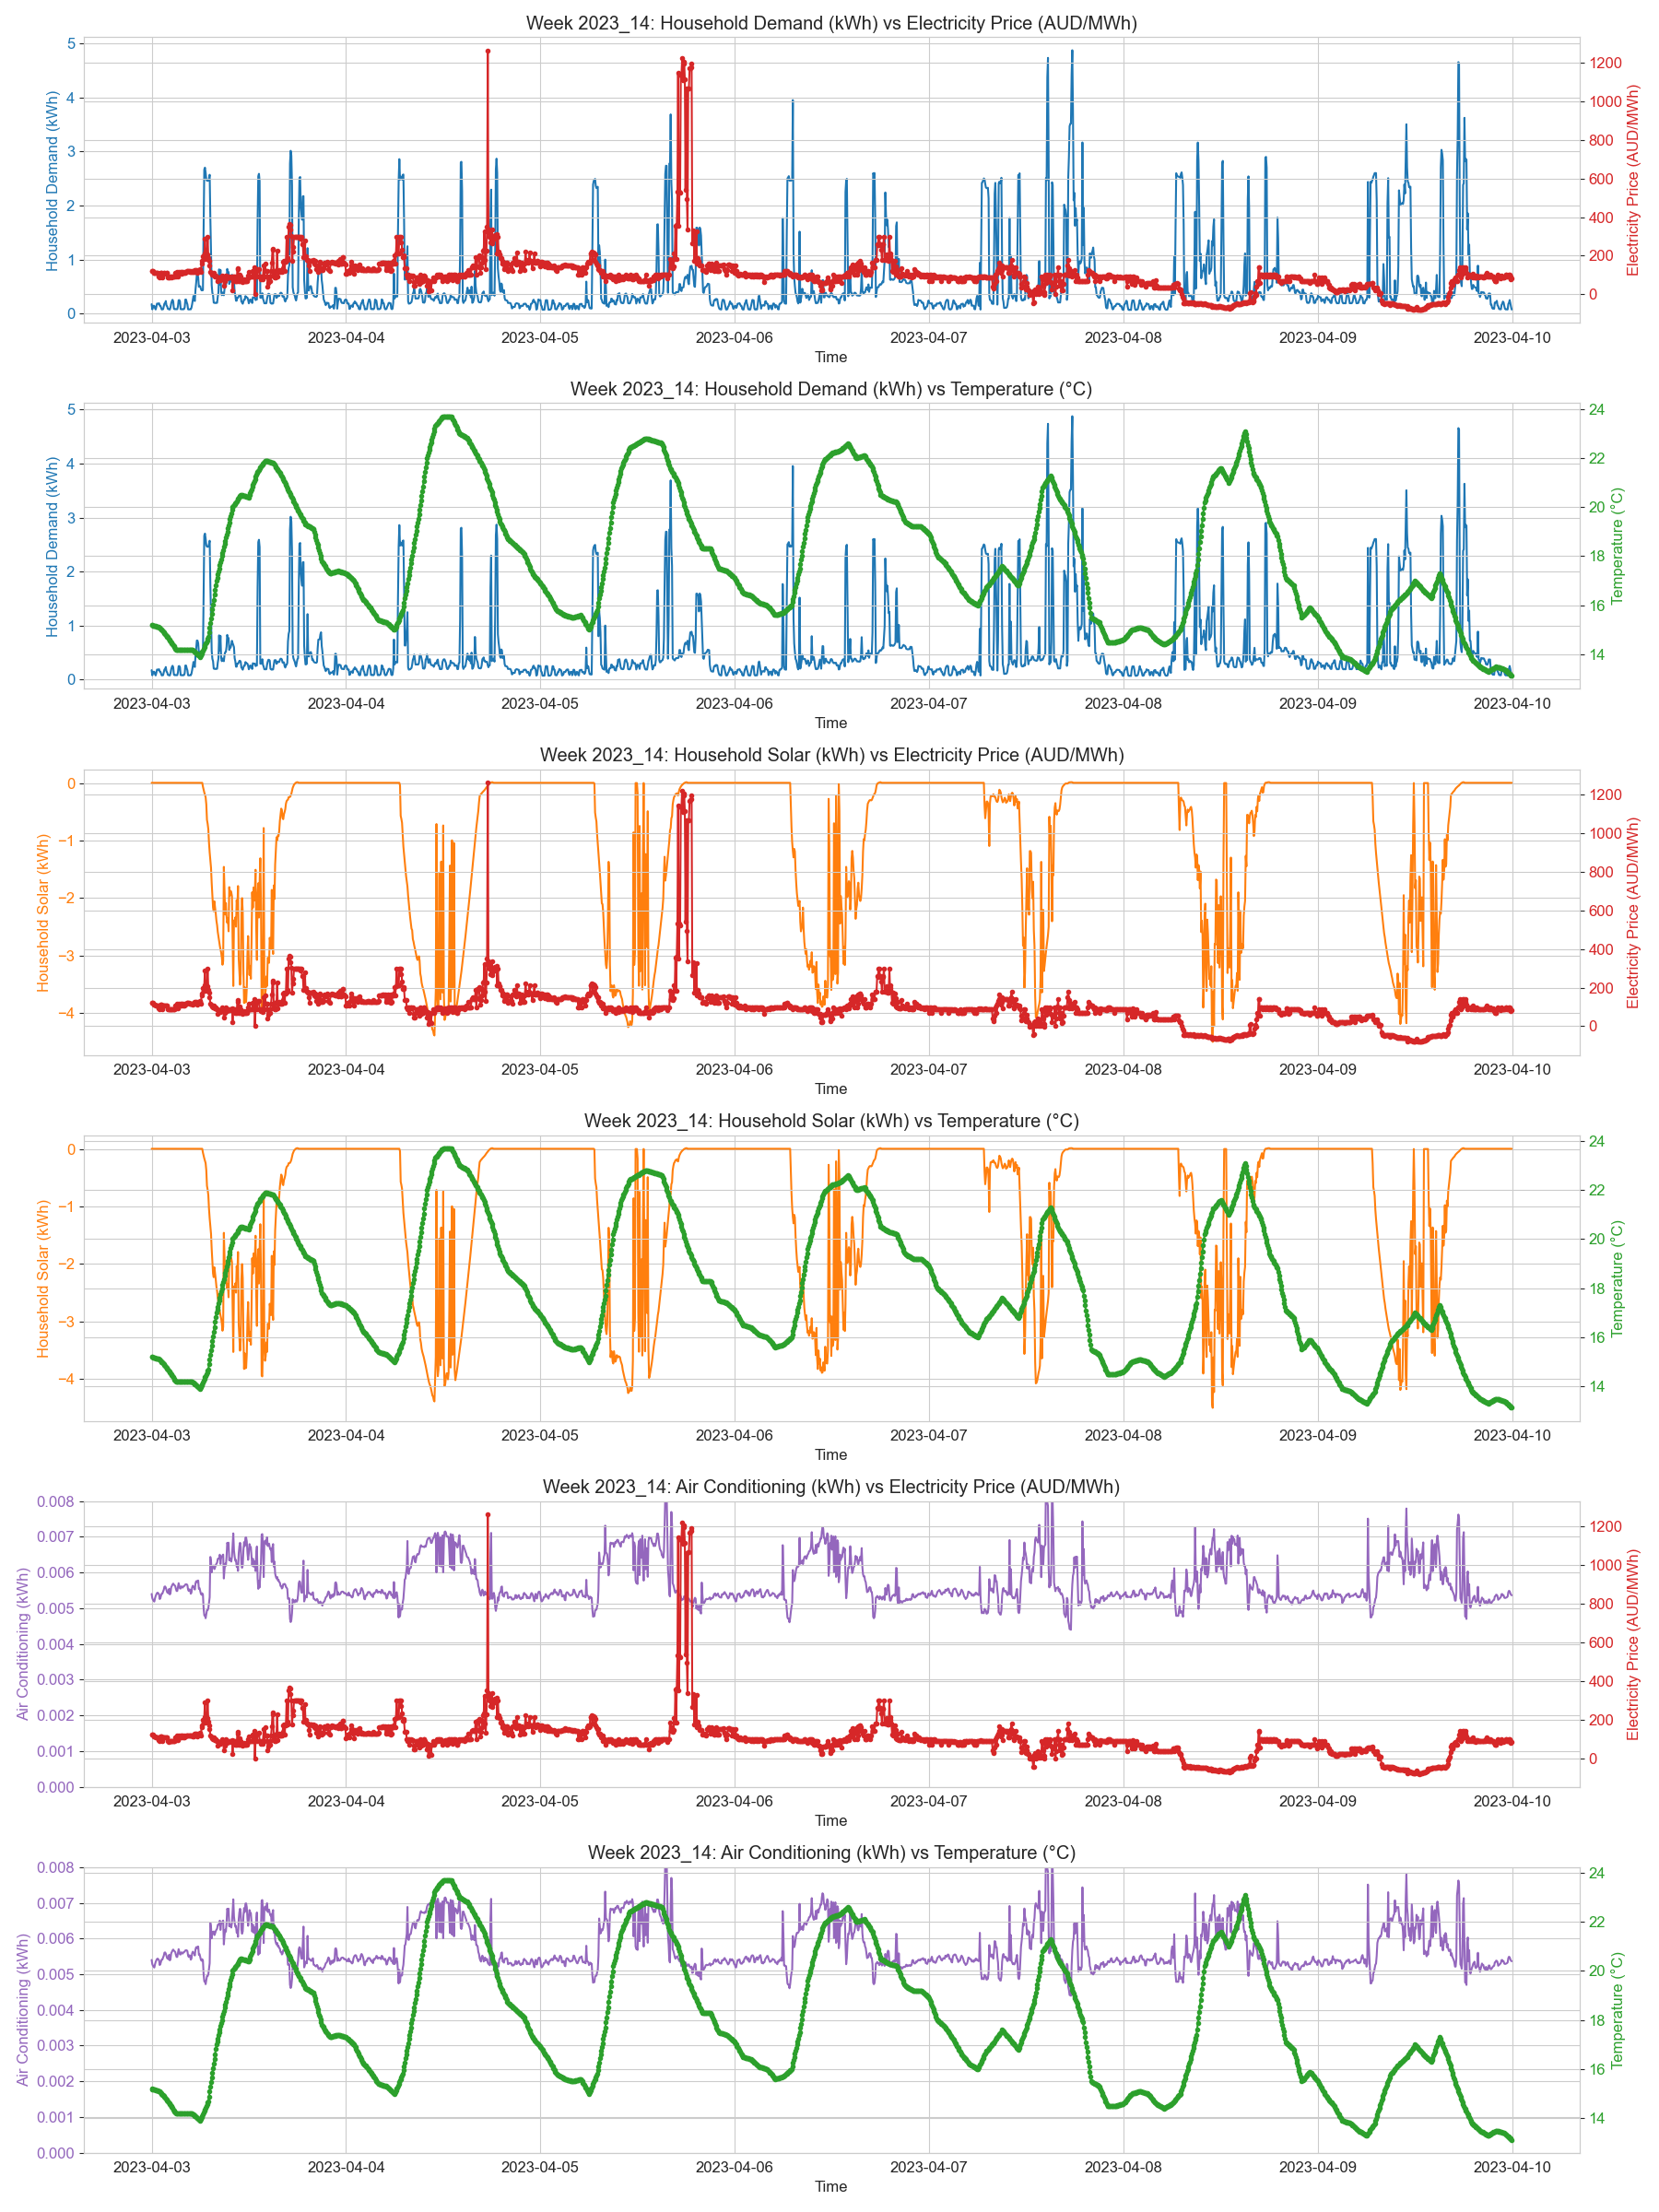 Week 2023_14: Household Demand (kWh) vs Electricity Price (AUD/MWh)
Household Demand (kWh)
5
4
3
2
1
0
1200
1000
800
600
400
200
0
Electricity Price (AUD/MWh)
2023-04-03 2023-04-04 2023-04-05 2023-04-06 2023-04-07 2023-04-08 2023-04-09 2023-04-10
Time
Week 2023_14: Household Demand (kWh) vs Temperature (°C)
Household Demand (kWh)
5
4
3
2
1
0
24
22
20
18
16
14
Temperature (°C)
2023-04-03 2023-04-04 2023-04-05 2023-04-06 2023-04-07 2023-04-08 2023-04-09 2023-04-10
Time
Week 2023_14: Household Solar (kWh) vs Electricity Price (AUD/MWh)
Household Solar (kWh)
0
−1
−2
−3
−4
1200
1000
800
600
400
200
0
Electricity Price (AUD/MWh)
2023-04-03 2023-04-04 2023-04-05 2023-04-06 2023-04-07 2023-04-08 2023-04-09 2023-04-10
Time
Week 2023_14: Household Solar (kWh) vs Temperature (°C)
Household Solar (kWh)
0
−1
−2
−3
−4
24
22
20
18
16
14
Temperature (°C)
2023-04-03 2023-04-04 2023-04-05 2023-04-06 2023-04-07 2023-04-08 2023-04-09 2023-04-10
Time
Week 2023_14: Air Conditioning (kWh) vs Electricity Price (AUD/MWh)
Air Conditioning (kWh)
0.008
0.007
0.006
0.005
0.004
0.003
0.002
0.001
0.000
1200
1000
800
600
400
200
0
Electricity Price (AUD/MWh)
2023-04-03 2023-04-04 2023-04-05 2023-04-06 2023-04-07 2023-04-08 2023-04-09 2023-04-10
Time
Week 2023_14: Air Conditioning (kWh) vs Temperature (°C)
Air Conditioning (kWh)
0.008
0.007
0.006
0.005
0.004
0.003
0.002
0.001
0.000
24
22
20
18
16
14
Temperature (°C)
2023-04-03 2023-04-04 2023-04-05 2023-04-06 2023-04-07 2023-04-08 2023-04-09 2023-04-10
Time